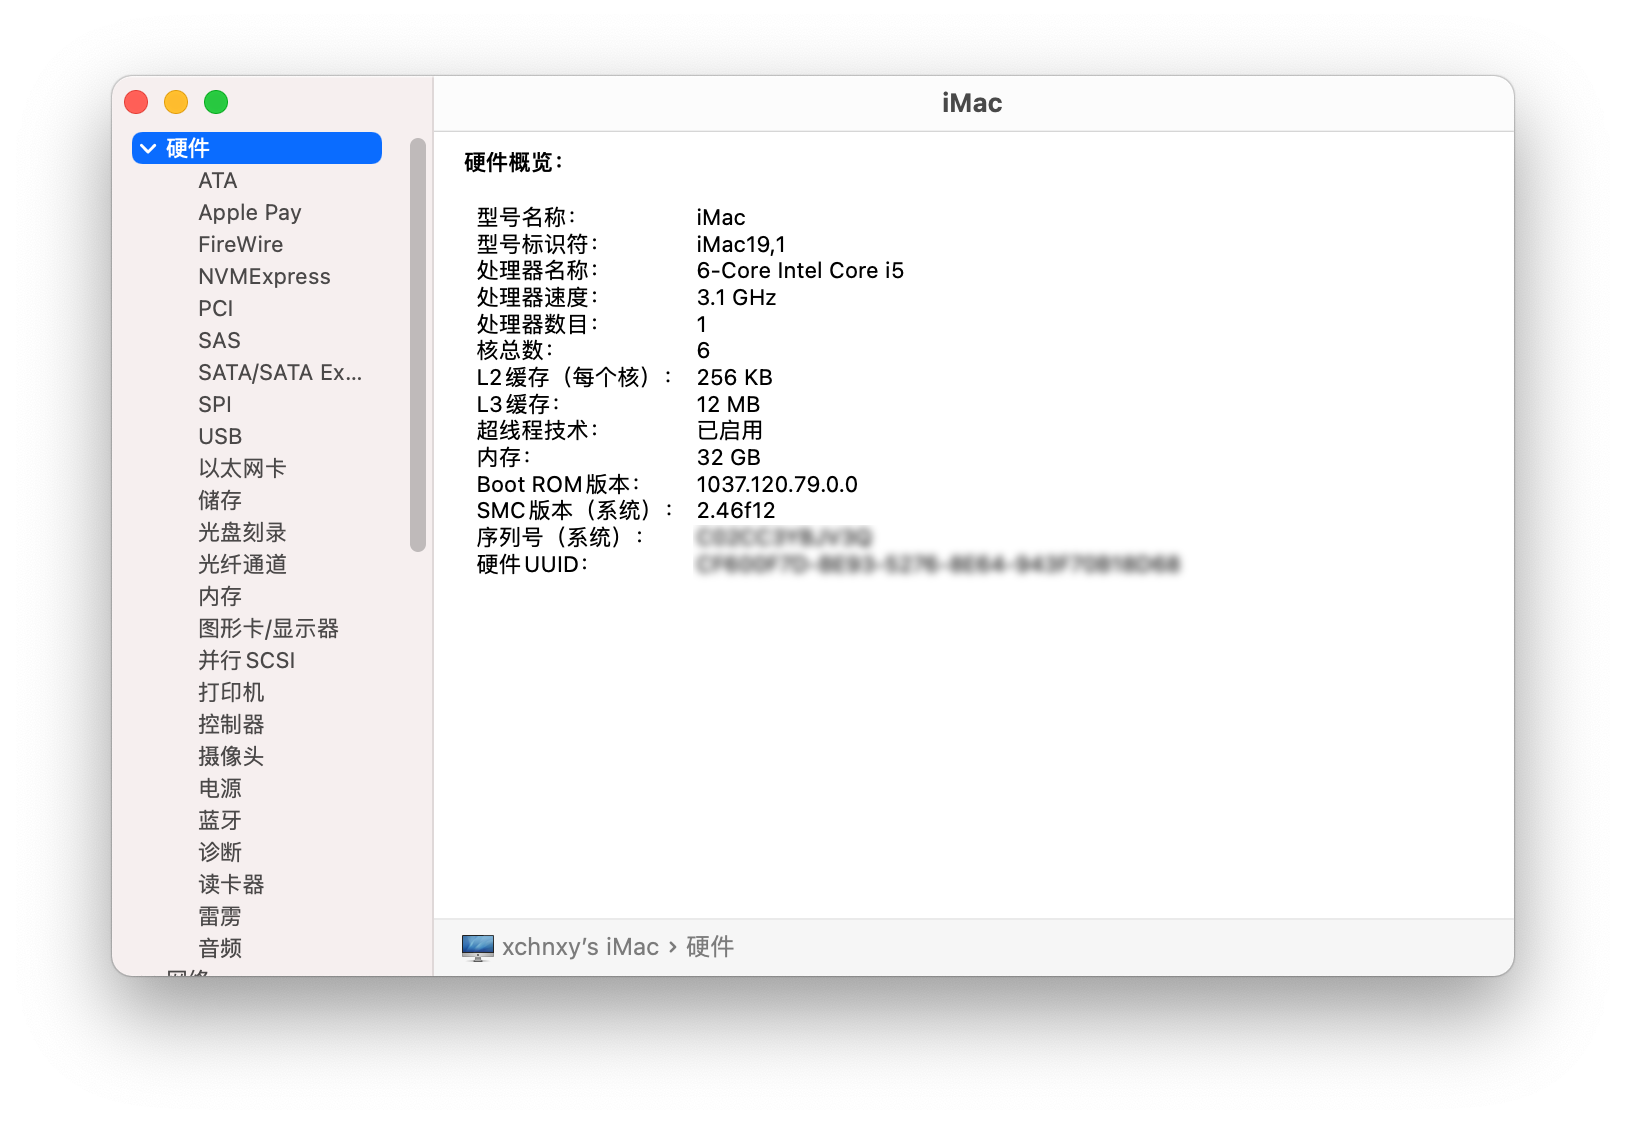 iMac
硬件
ATA
Apple Pay
FireWire
NVMExpress
PCI
SAS
SATA/SATA Ex...
SPI
USB
以太网卡
储存
光盘刻录
光纤通道
内存
图形卡/显示器
并行SCSI
打印机
控制器
摄像头
电源
蓝牙
诊断
读卡器
雷雳
音频
硬件概览：
型号名称： iMac
型号标识符： iMac19,1
处理器名称： 6-Core Intel Core i5
处理器速度： 3.1 GHz
处理器数目： 1
核总数： 6
L2缓存（每个核）： 256 KB
L3缓存： 12 MB
超线程技术： 已启用
内存： 32 GB
Boot ROM版本： 1037.120.79.0.0
SMC版本（系统）： 2.46f12
序列号（系统）：
硬件UUID：
xchnxy’s iMac › 硬件